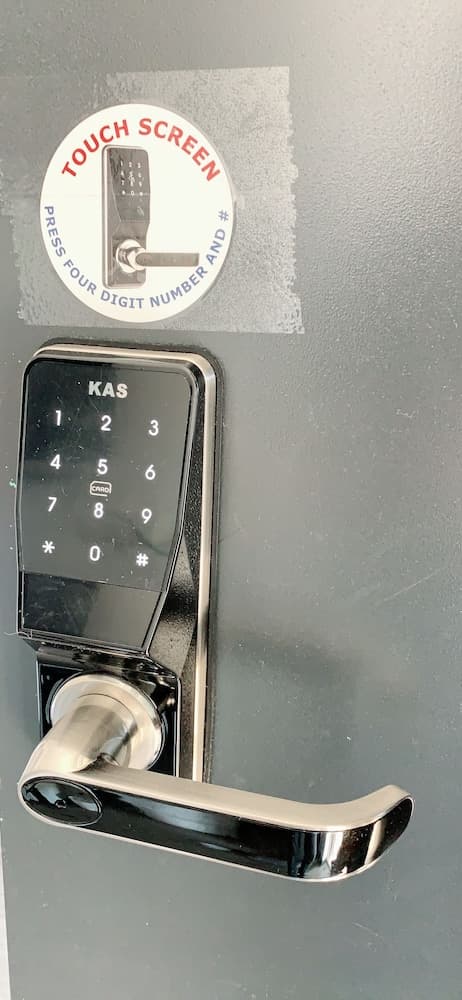 TOUCH SCREEN
PRESS FOUR DIGIT NUMBER AND #
KAS
1 2 3
4 5 6
CARD
7 8 9
* 0 #